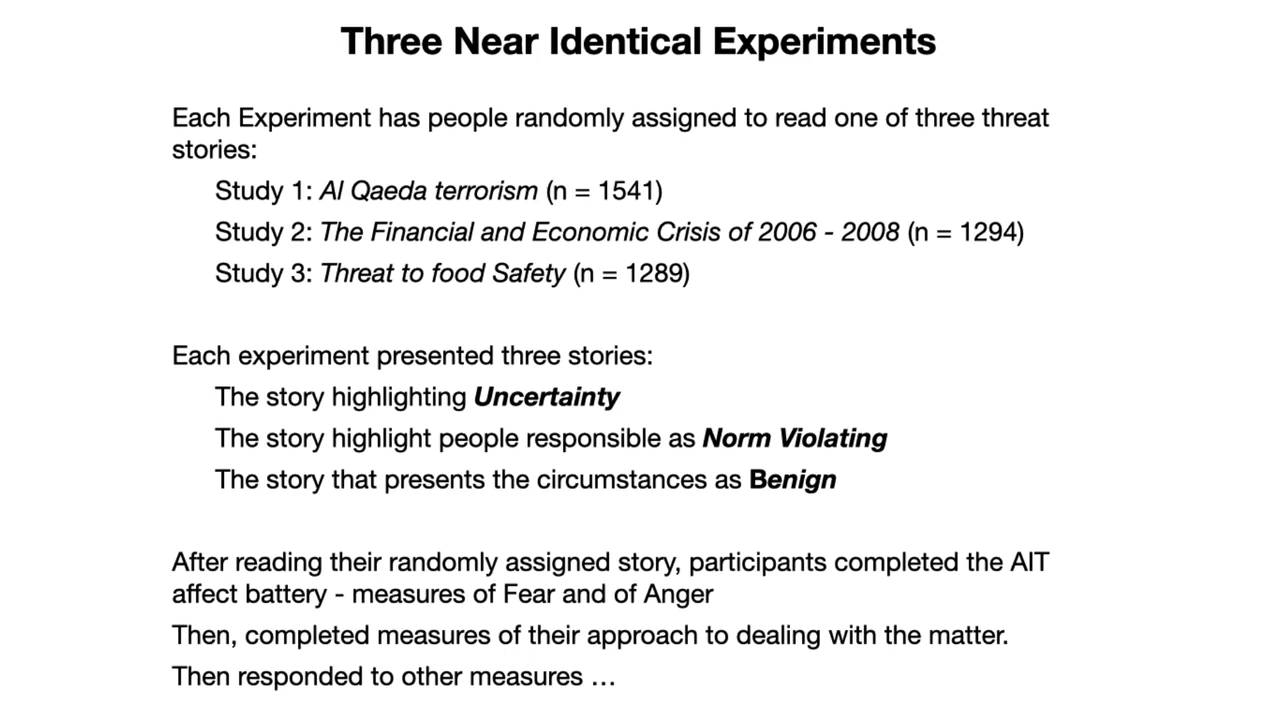 Three Near Identical Experiments
Each Experiment has people randomly assigned to read one of three threat
stories:
Study 1: Al Qaeda terrorism (n = 1541)
Study 2: The Financial and Economic Crisis of 2006 - 2008 (n = 1294)
Study 3: Threat to food Safety (n = 1289)
Each experiment presented three stories:
The story highlighting Uncertainty
The story highlight people responsible as Norm Violating
The story that presents the circumstances as Benign
After reading their randomly assigned story, participants completed the AIT
affect battery - measures of Fear and of Anger
Then, completed measures of their approach to dealing with the matter.
Then responded to other measures …